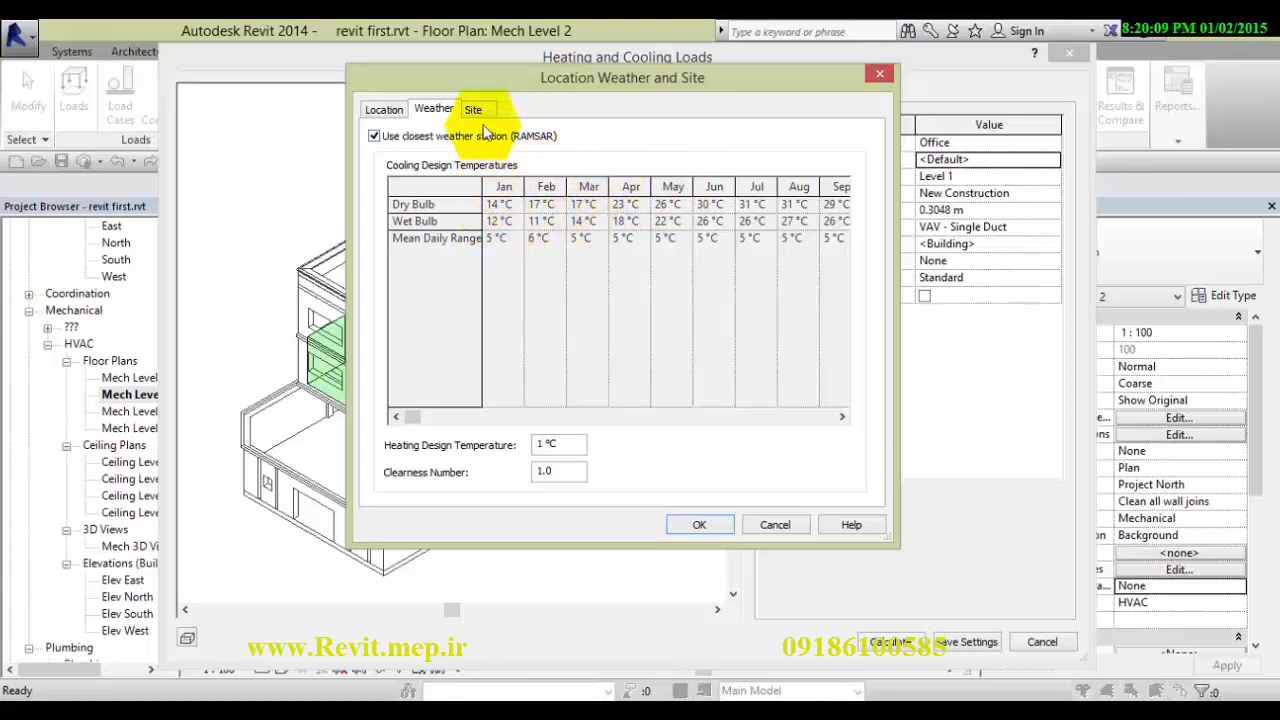 Autodesk Revit 2014 - revit first.rvt - Floor Plan: Mech Level 2
Type a keyword or phrase
Sign In
8:20:09 PM 01/02/2015
Systems
Modify
Loads
Load Cases
Loads
Select
Results & Compare
Reports...
Heating and Cooling Loads
?
Location Weather and Site
Location Weather Site
Use closest weather station (RAMSAR)
Cooling Design Temperatures
Jan Feb Mar Apr May Jun Jul Aug Sep
Dry Bulb 14 °C 17 °C 17 °C 23 °C 26 °C 30 °C 31 °C 31 °C 29 °C
Wet Bulb 12 °C 11 °C 14 °C 18 °C 22 °C 26 °C 26 °C 27 °C 26 °C
Mean Daily Range 5 °C 6 °C 5 °C 5 °C 5 °C 5 °C 5 °C 5 °C 5 °C
Heating Design Temperature: 1 °C
Clearness Number: 1.0
OK Cancel Help
Value
Office
<Default>
Level 1
New Construction
0.3048 m
VAV - Single Duct
<Building>
None
Standard
Project Browser - revit first.rvt
East
North
South
West
Coordination
Mechanical
???
HVAC
Floor Plans
Mech Level
Mech Leve
Mech Level
Mech Level
Ceiling Plans
Ceiling Leve
Ceiling Leve
Ceiling Leve
Ceiling Leve
3D Views
Mech 3D Vi
Elevations (Buil
Elev East
Elev North
Elev South
Elev West
Plumbing
2
Edit Type
1 : 100
100
Normal
Coarse
Show Original
Edit...
Edit...
None
Plan
Project North
Clean all wall joins
Mechanical
Background
<none>
Edit...
None
HVAC
Calculate Save Settings Cancel
Apply
www.Revit.mep.ir
09186100585
Ready
:0
Main Model
:0